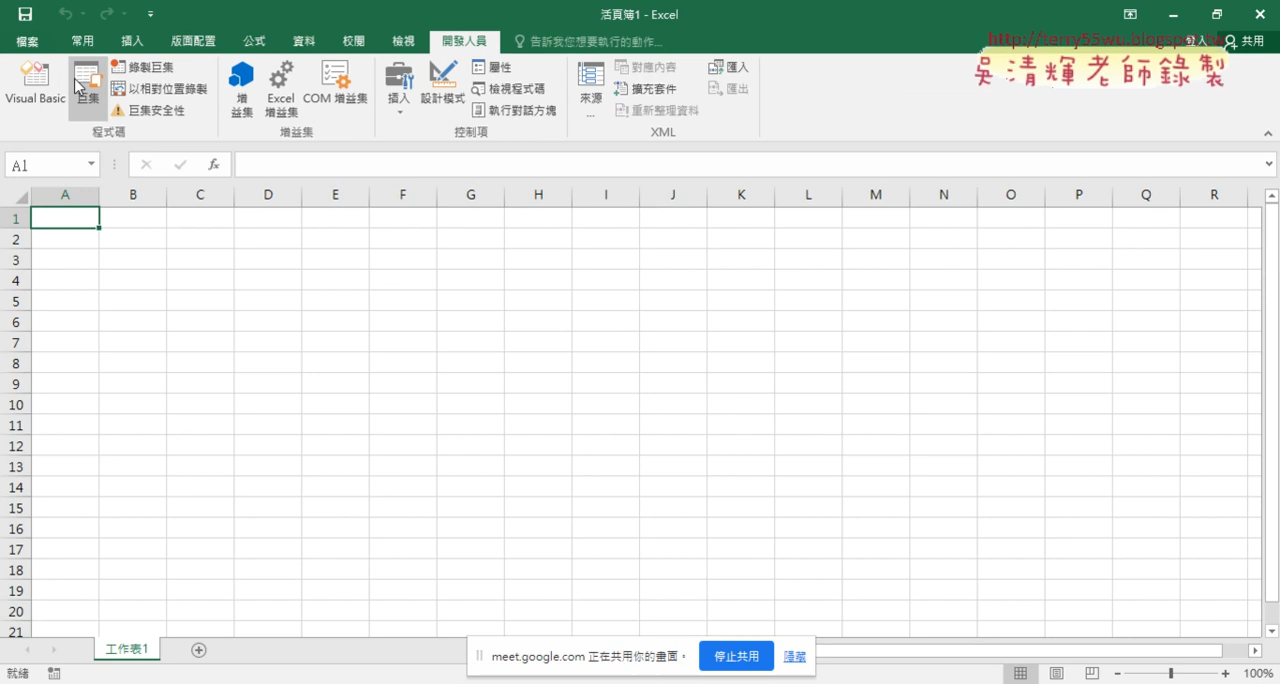 活頁簿1 - Excel
檔案 常用 插入 版面配置 公式 資料 校閱 檢視 開發人員 告訴我您想要執行的動作... 登入 共用
http://terry55wu.blogspot.tw
吳清輝老師錄製
Visual Basic
巨集
錄製巨集
以相對位置錄製
巨集安全性
程式碼
增
益集
Excel
增益集
COM 增益集
增益集
插入
設計模式
屬性
檢視程式碼
執行對話方塊
控制項
來源
...
對應內容
擴充套件
重新整理資料
匯入
匯出
XML
A1
fx
A B C D E F G H I J K L M N O P Q R
1
2
3
4
5
6
7
8
9
10
11
12
13
14
15
16
17
18
19
20
21
工作表1
meet.google.com 正在共用你的畫面。 停止共用 隱藏
就緒
100%